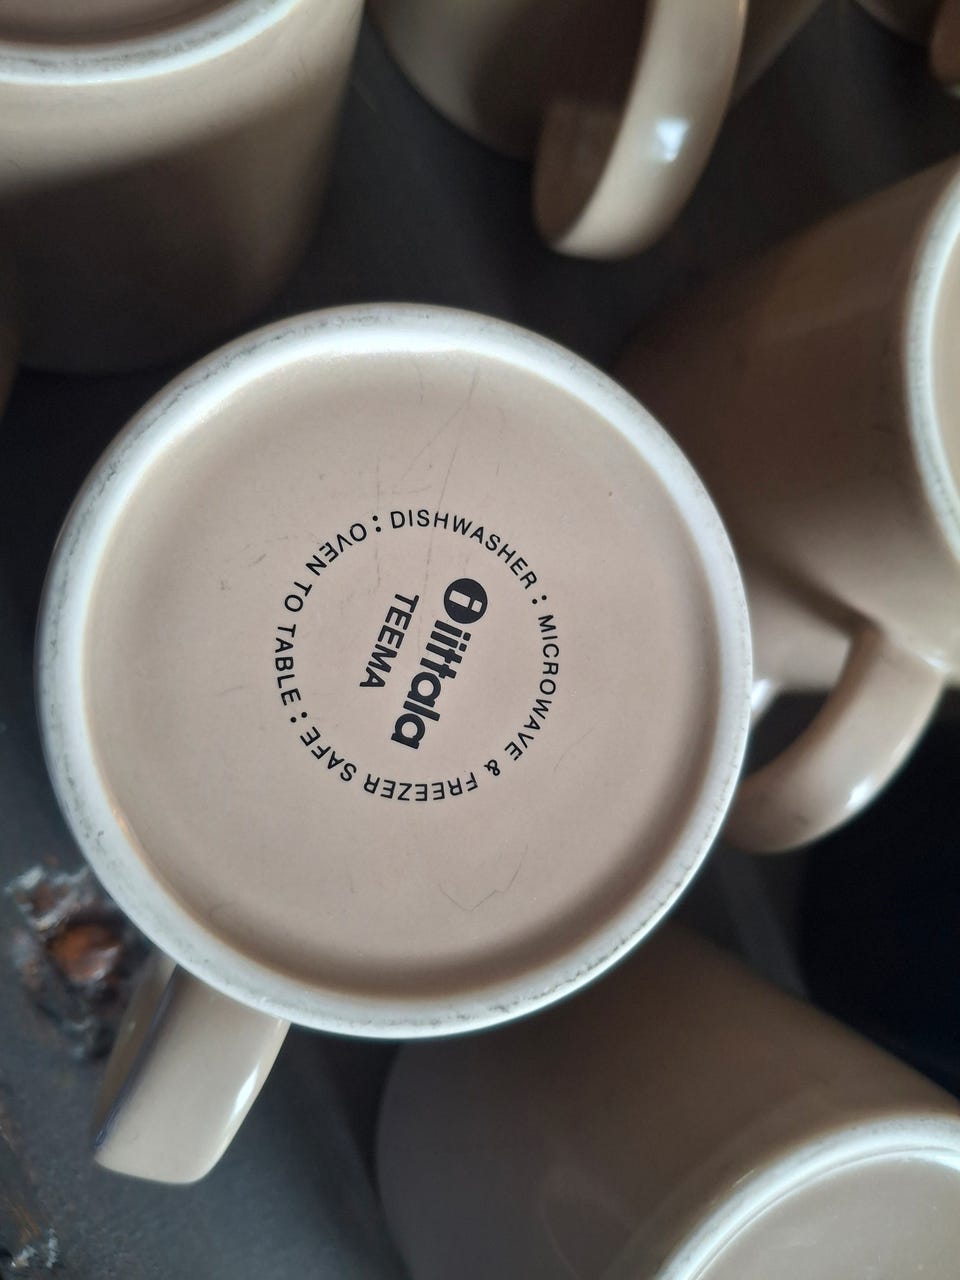 iittala
TEEMA
OVEN TO TABLE : DISHWASHER : MICROWAVE & FREEZER SAFE :